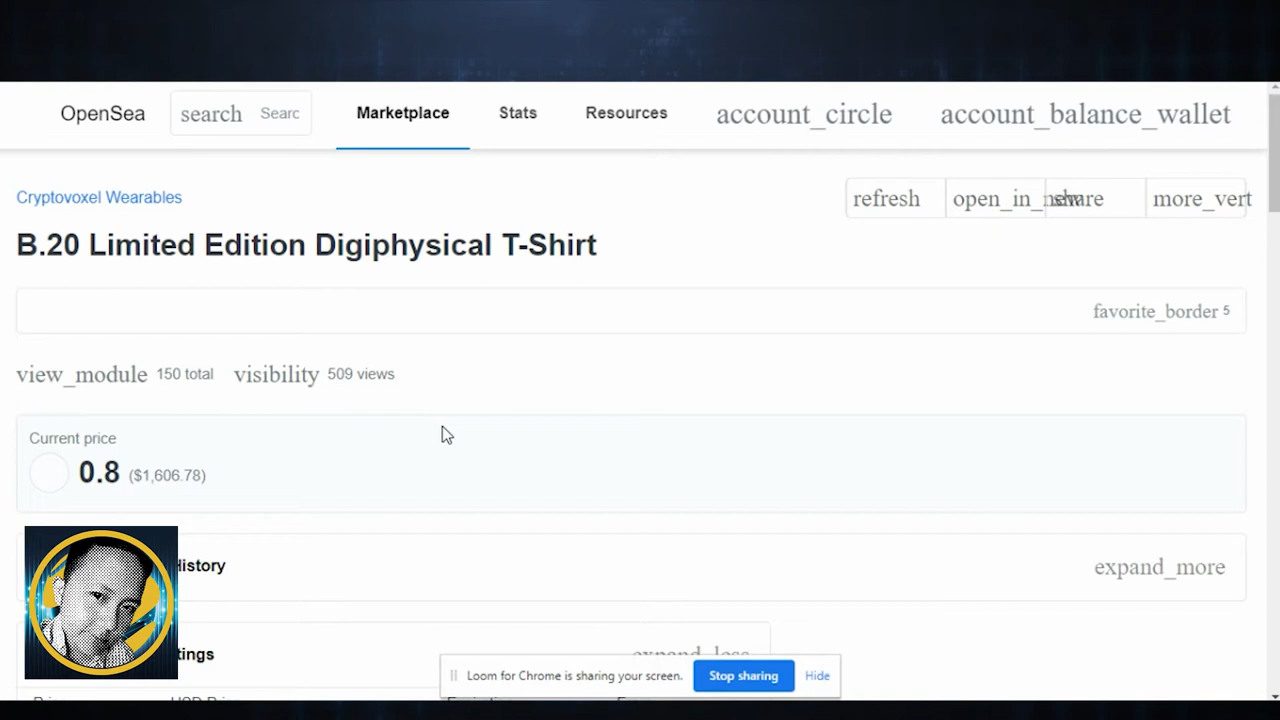 OpenSea search Searc Marketplace Stats Resources account_circle account_balance_wallet
Cryptovoxel Wearables
refresh open_in_new share more_vert
B.20 Limited Edition Digiphysical T-Shirt
favorite_border 5
view_module 150 total visibility 509 views
Current price
0.8 ($1,606.78)
History expand_more
tings expand_less
Loom for Chrome is sharing your screen. Stop sharing Hide